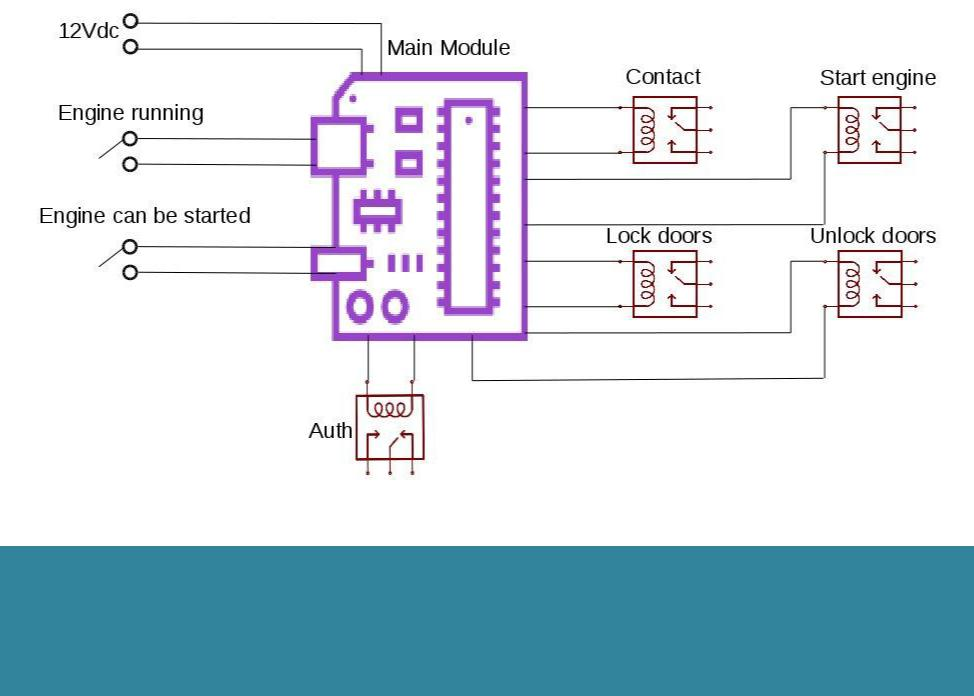 12Vdc
Main Module
Contact
Start engine
Engine running
Engine can be started
Lock doors
Unlock doors
Auth